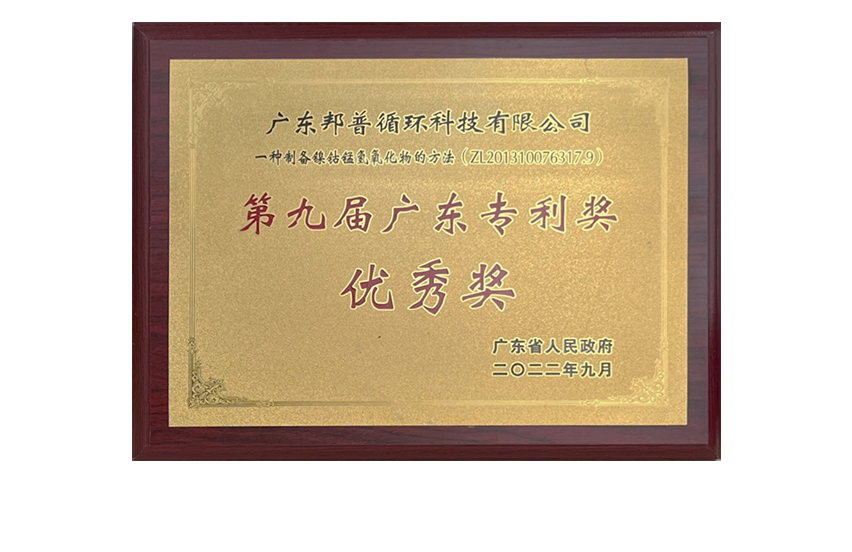 广东邦普循环科技有限公司
一种制备镍钴锰氢氧化物的方法（ZL201310076317.9）
第九届广东专利奖
优秀奖
广东省人民政府
二〇二二年九月